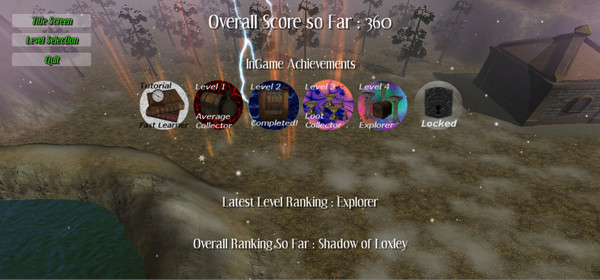 Overall Score so Far : 360
Title Screen
Level Selection
Quit
InGame Achievements
Tutorial
Fast Learner
Level 1
Average
Collector
Level 2
Completed!
Level 3
Loot
Collector
Level 4
Explorer
Locked
Latest Level Ranking : Explorer
Overall Ranking So Far : Shadow of Loxley